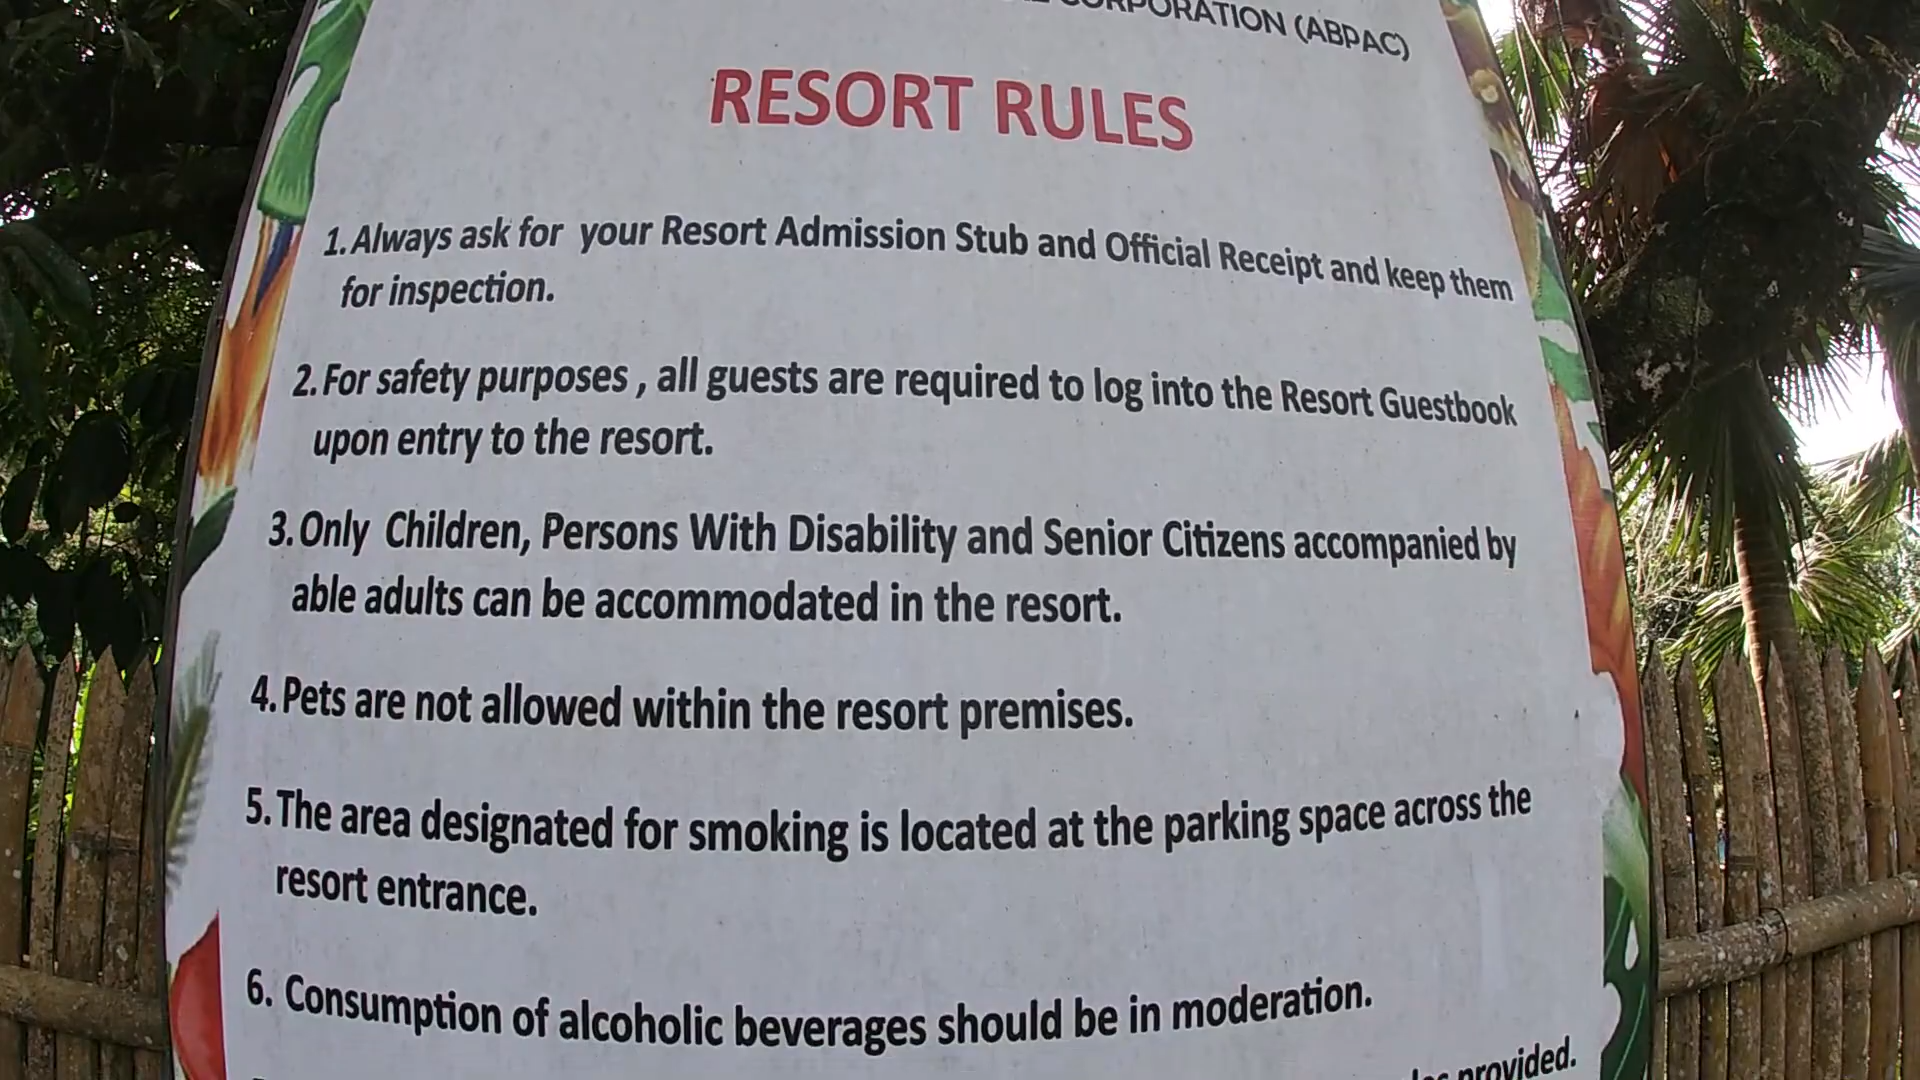 CORPORATION (ABPAC)
RESORT RULES
1. Always ask for your Resort Admission Stub and Official Receipt and keep them
for inspection.
2. For safety purposes , all guests are required to log into the Resort Guestbook
upon entry to the resort.
3. Only Children, Persons With Disability and Senior Citizens accompanied by
able adults can be accommodated in the resort.
4. Pets are not allowed within the resort premises.
5. The area designated for smoking is located at the parking space across the
resort entrance.
6. Consumption of alcoholic beverages should be in moderation.
provided.